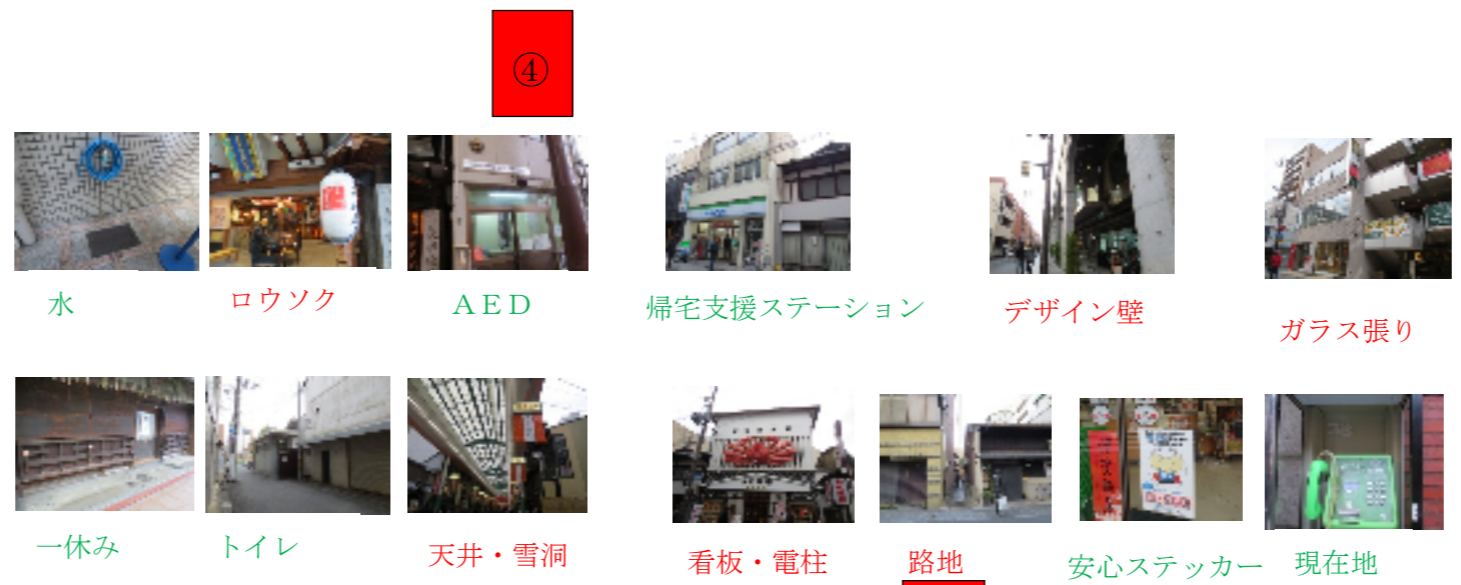 ④
水
ロウソク
ＡＥＤ
帰宅支援ステーション
デザイン壁
ガラス張り
一休み
トイレ
天井・雪洞
看板・電柱
路地
安心ステッカー
現在地